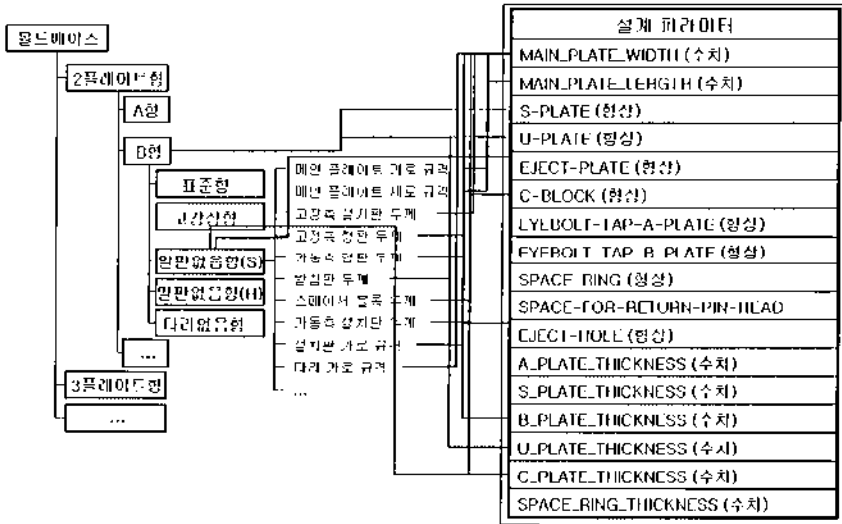 몰드베이스
2플레이트형
A형
B형
표준형
고강성형
알판없음형(S)
알판없음형(H)
다리없음형
...
3플레이트형
...
메인 플레이트 가로 규격
메인 플레이트 세로 규격
고정측 설치판 두께
고정측 형판 두께
가동측 형판 두께
받침판 두께
스페이서 블록 두께
가동측 설치판 두께
설치판 가로 규격
다리 가로 규격
...
설계 파라미터
MAIN_PLATE_WIDTH (수치)
MAIN_PLATE_LENGTH (수치)
S-PLATE (형상)
U-PLATE (형상)
EJECT-PLATE (형상)
C-BLOCK (형상)
EYEBOLT-TAP-A-PLATE (형상)
EYEBOLT_TAP_B_PLATE (형상)
SPACE_RING (형상)
SPACE-FOR-RETURN-PIN-HEAD
EJECT-HOLE (형상)
A_PLATE_THICKNESS (수치)
S_PLATE_THICKNESS (수치)
B_PLATE_THICKNESS (수치)
U_PLATE_THICKNESS (수치)
C_PLATE_THICKNESS (수치)
SPACE_RING_THICKNESS (수치)